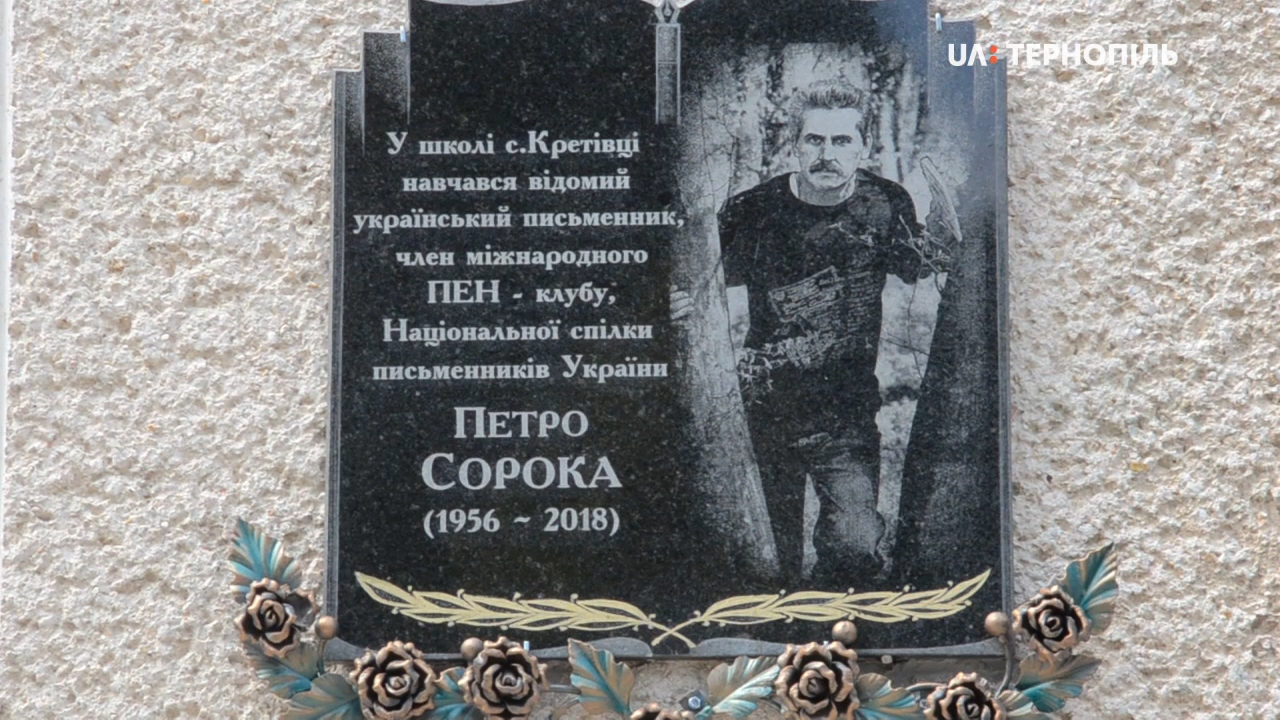 UA: ТЕРНОПІЛЬ
У школі с.Кретівці
навчався відомий
український письменник,
член міжнародного
ПЕН - клубу,
Національної спілки
письменників України
ПЕТРО
СОРОКА
(1956 ~ 2018)